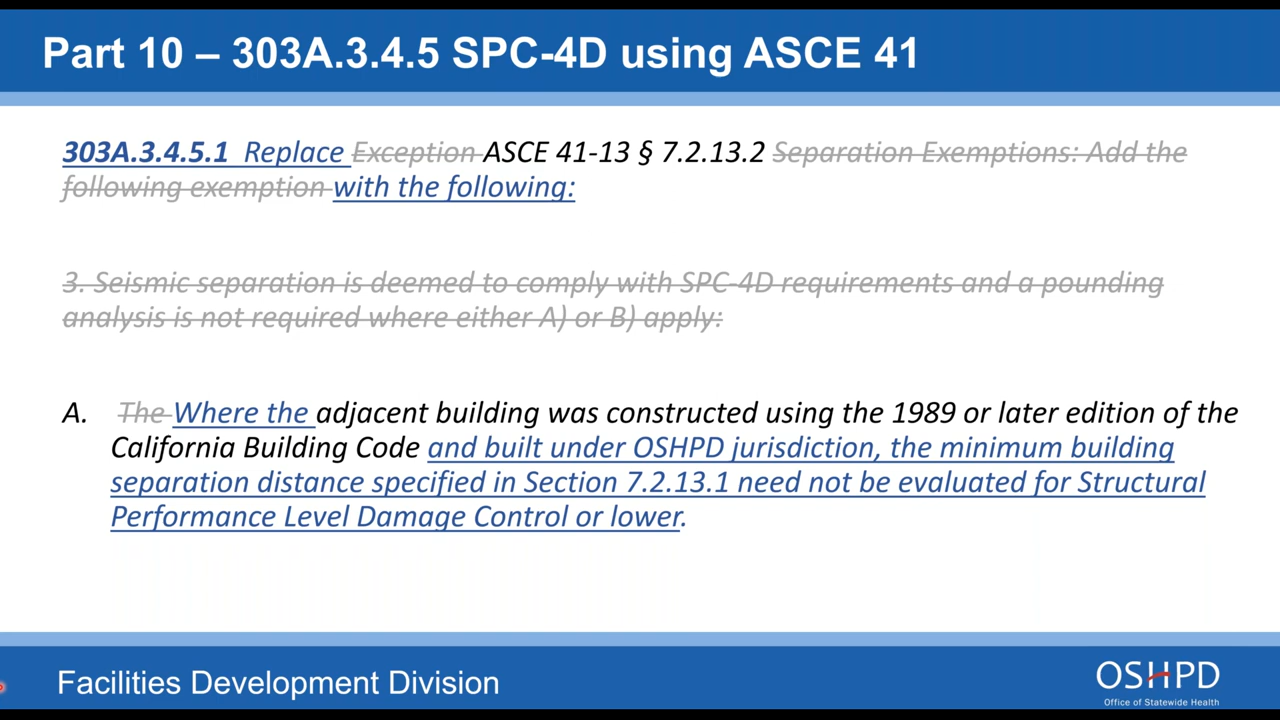 Part 10 – 303A.3.4.5 SPC-4D using ASCE 41
303A.3.4.5.1 Replace Exception ASCE 41-13 § 7.2.13.2 Separation Exemptions: Add the
following exemption with the following:
3. Seismic separation is deemed to comply with SPC-4D requirements and a pounding
analysis is not required where either A) or B) apply:
A. The Where the adjacent building was constructed using the 1989 or later edition of the
California Building Code and built under OSHPD jurisdiction, the minimum building
separation distance specified in Section 7.2.13.1 need not be evaluated for Structural
Performance Level Damage Control or lower.
Facilities Development Division
OSHPD
Office of Statewide Health